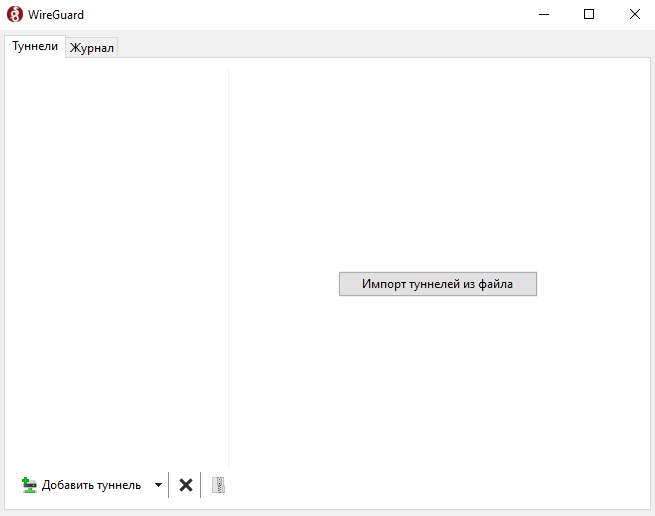 WireGuard
Туннели Журнал
Импорт туннелей из файла
Добавить туннель